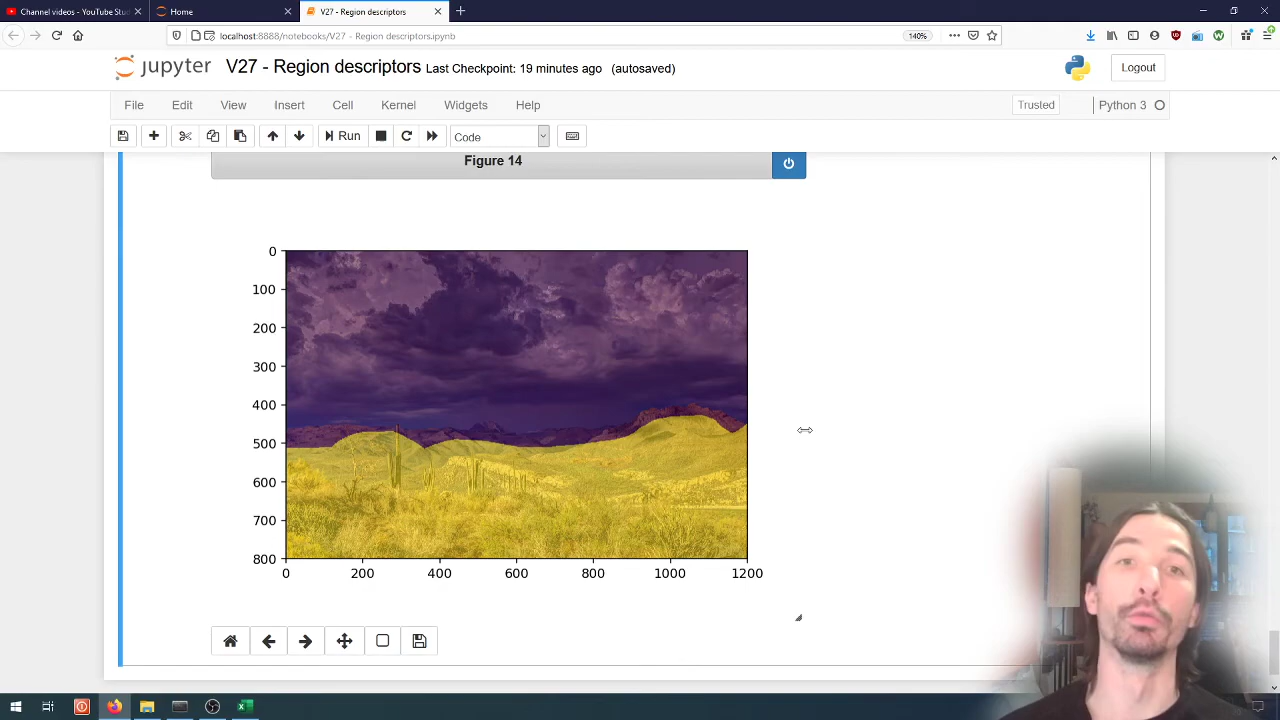 Channel videos - YouTube Stu
Home
V27 - Region descriptors
localhost:8888/notebooks/V27 - Region descriptors.ipynb
140%
jupyter V27 - Region descriptors Last Checkpoint: 19 minutes ago (autosaved)
Logout
File Edit View Insert Cell Kernel Widgets Help
Trusted
Python 3
Run
Code
Figure 14
0
100
200
300
400
500
600
700
800
0 200 400 600 800 1000 1200